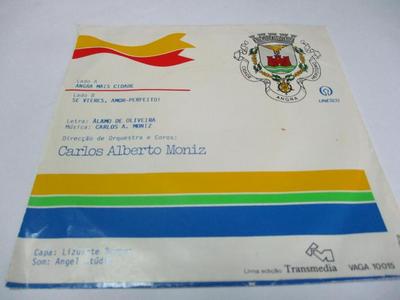 Lado A
ANGRA MAIS CIDADE
Lado B
SE VIERES, AMOR-PERFEITO!
Letra: ÁLAMO DE OLIVEIRA
Música: CARLOS A. MONIZ
Direcção de Orquestra e Coros:
Carlos Alberto Moniz
ANGRA
UNESCO
Capa:
Som: Angel
Uma edição Transmedia
VAGA 10015